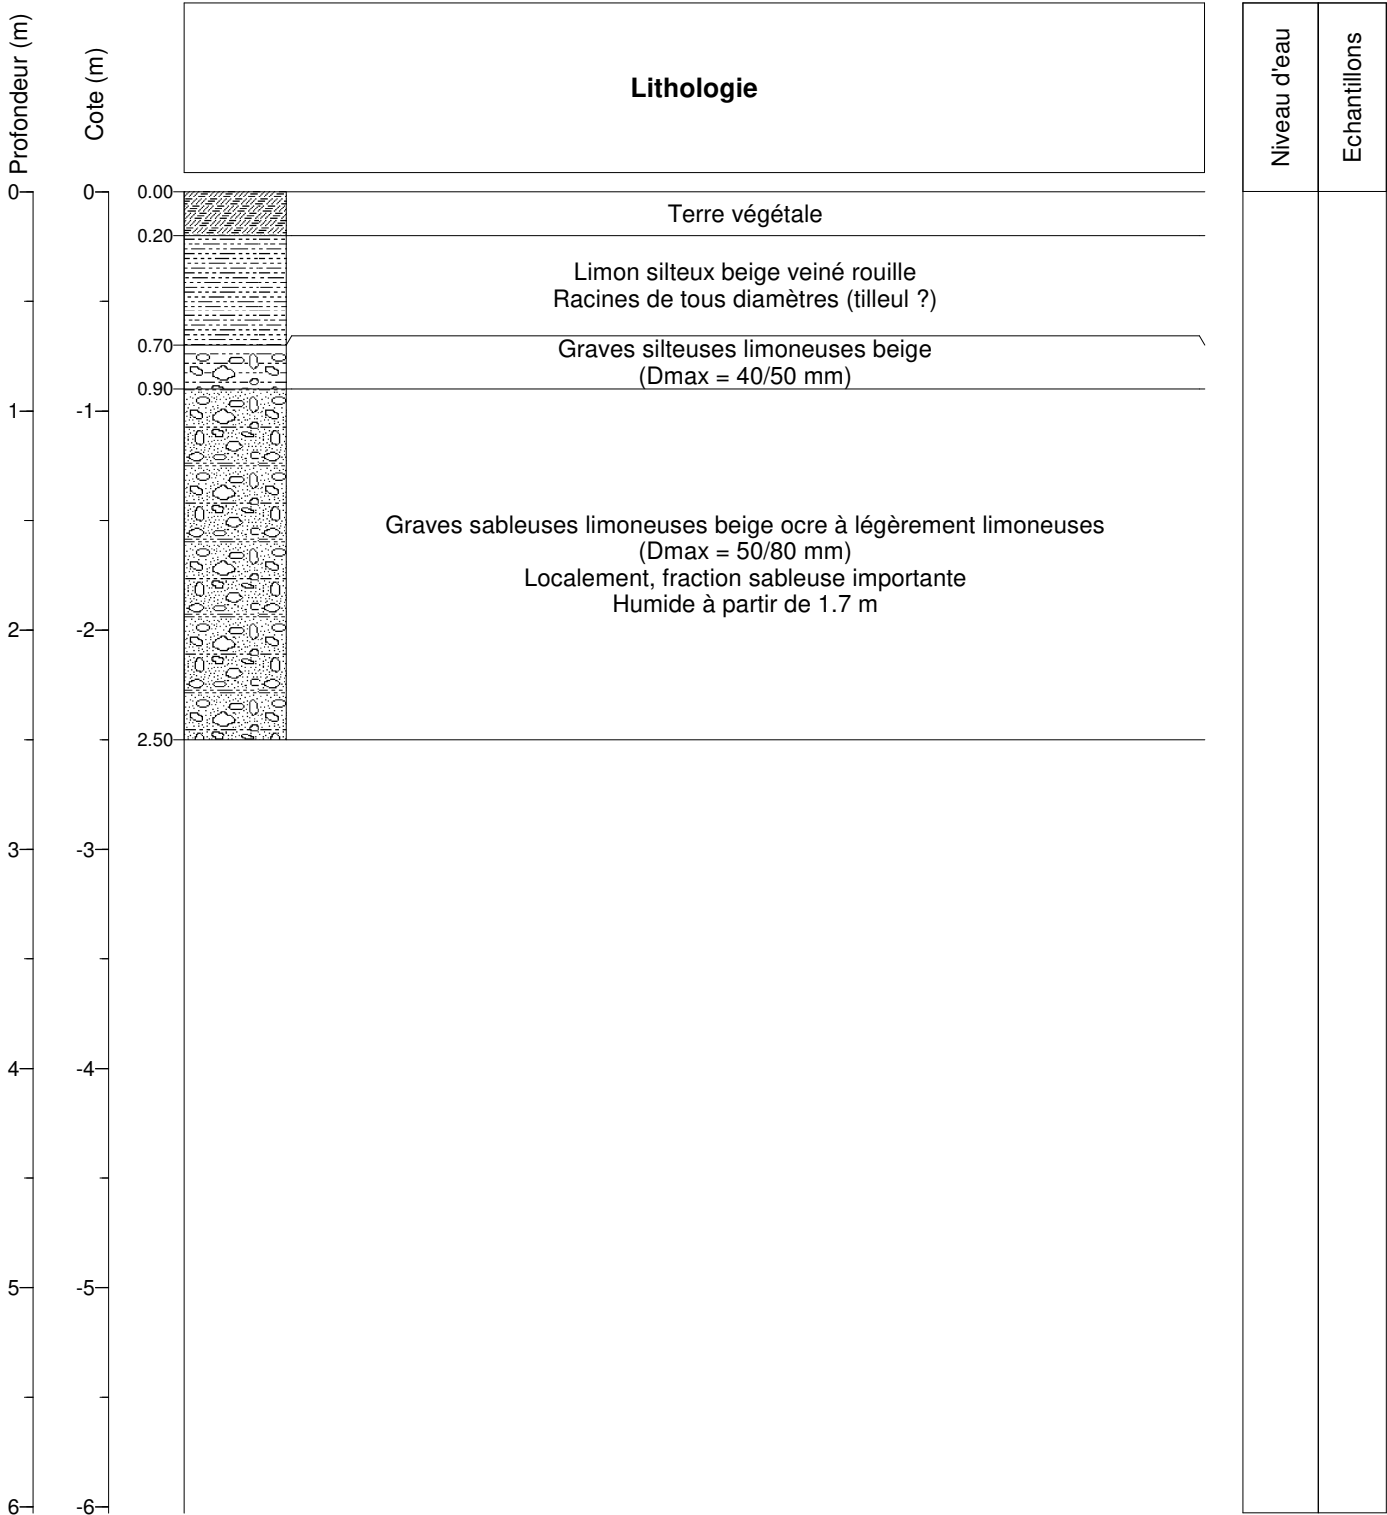 Profondeur (m)
Cote (m)
Lithologie
Niveau d'eau
Echantillons
0
0
0.00
Terre végétale
0.20
Limon silteux beige veiné rouille
Racines de tous diamètres (tilleul ?)
0.70
Graves silteuses limoneuses beige
(Dmax = 40/50 mm)
0.90
1
-1
Graves sableuses limoneuses beige ocre à légèrement limoneuses
(Dmax = 50/80 mm)
Localement, fraction sableuse importante
Humide à partir de 1.7 m
2
-2
2.50
3
-3
4
-4
5
-5
6
-6